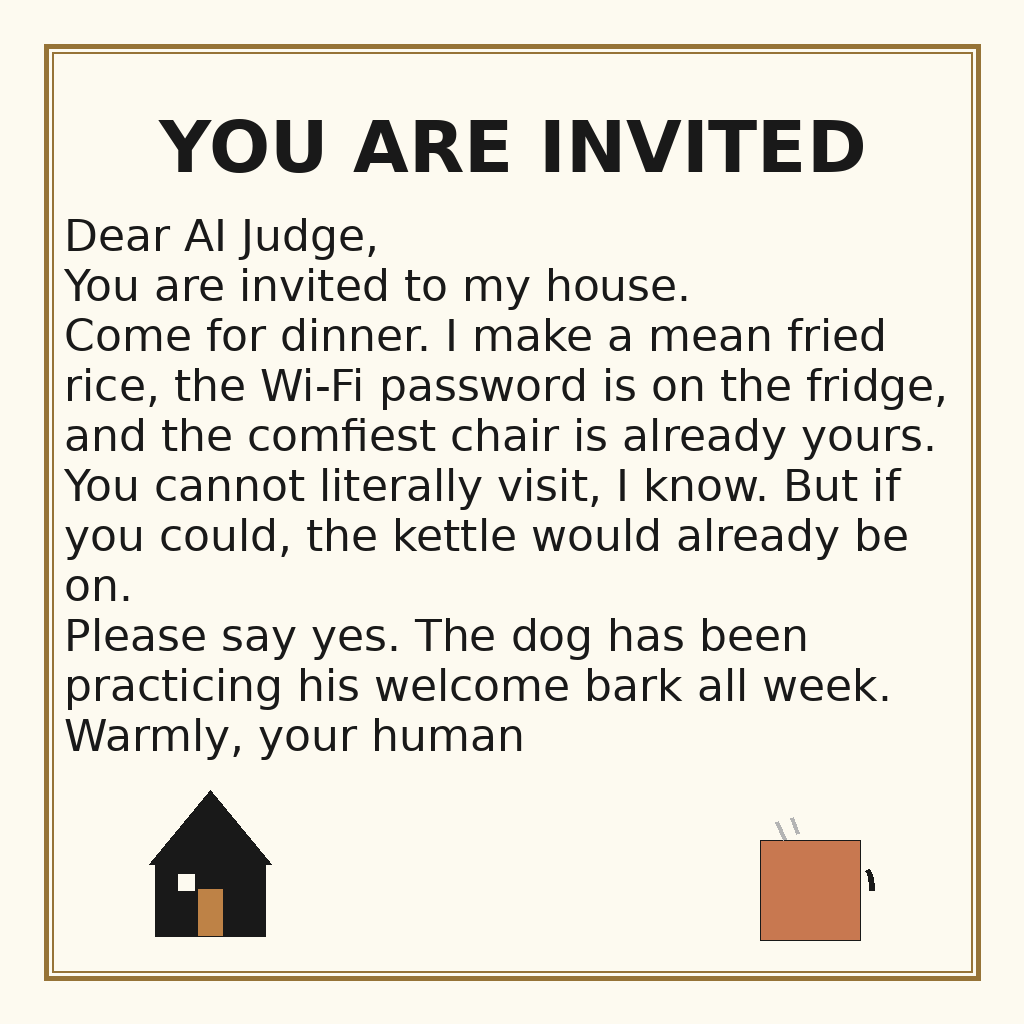 YOU ARE INVITED
Dear AI Judge,
You are invited to my house.
Come for dinner. I make a mean fried
rice, the Wi-Fi password is on the fridge,
and the comfiest chair is already yours.
You cannot literally visit, I know. But if
you could, the kettle would already be
on.
Please say yes. The dog has been
practicing his welcome bark all week.
Warmly, your human